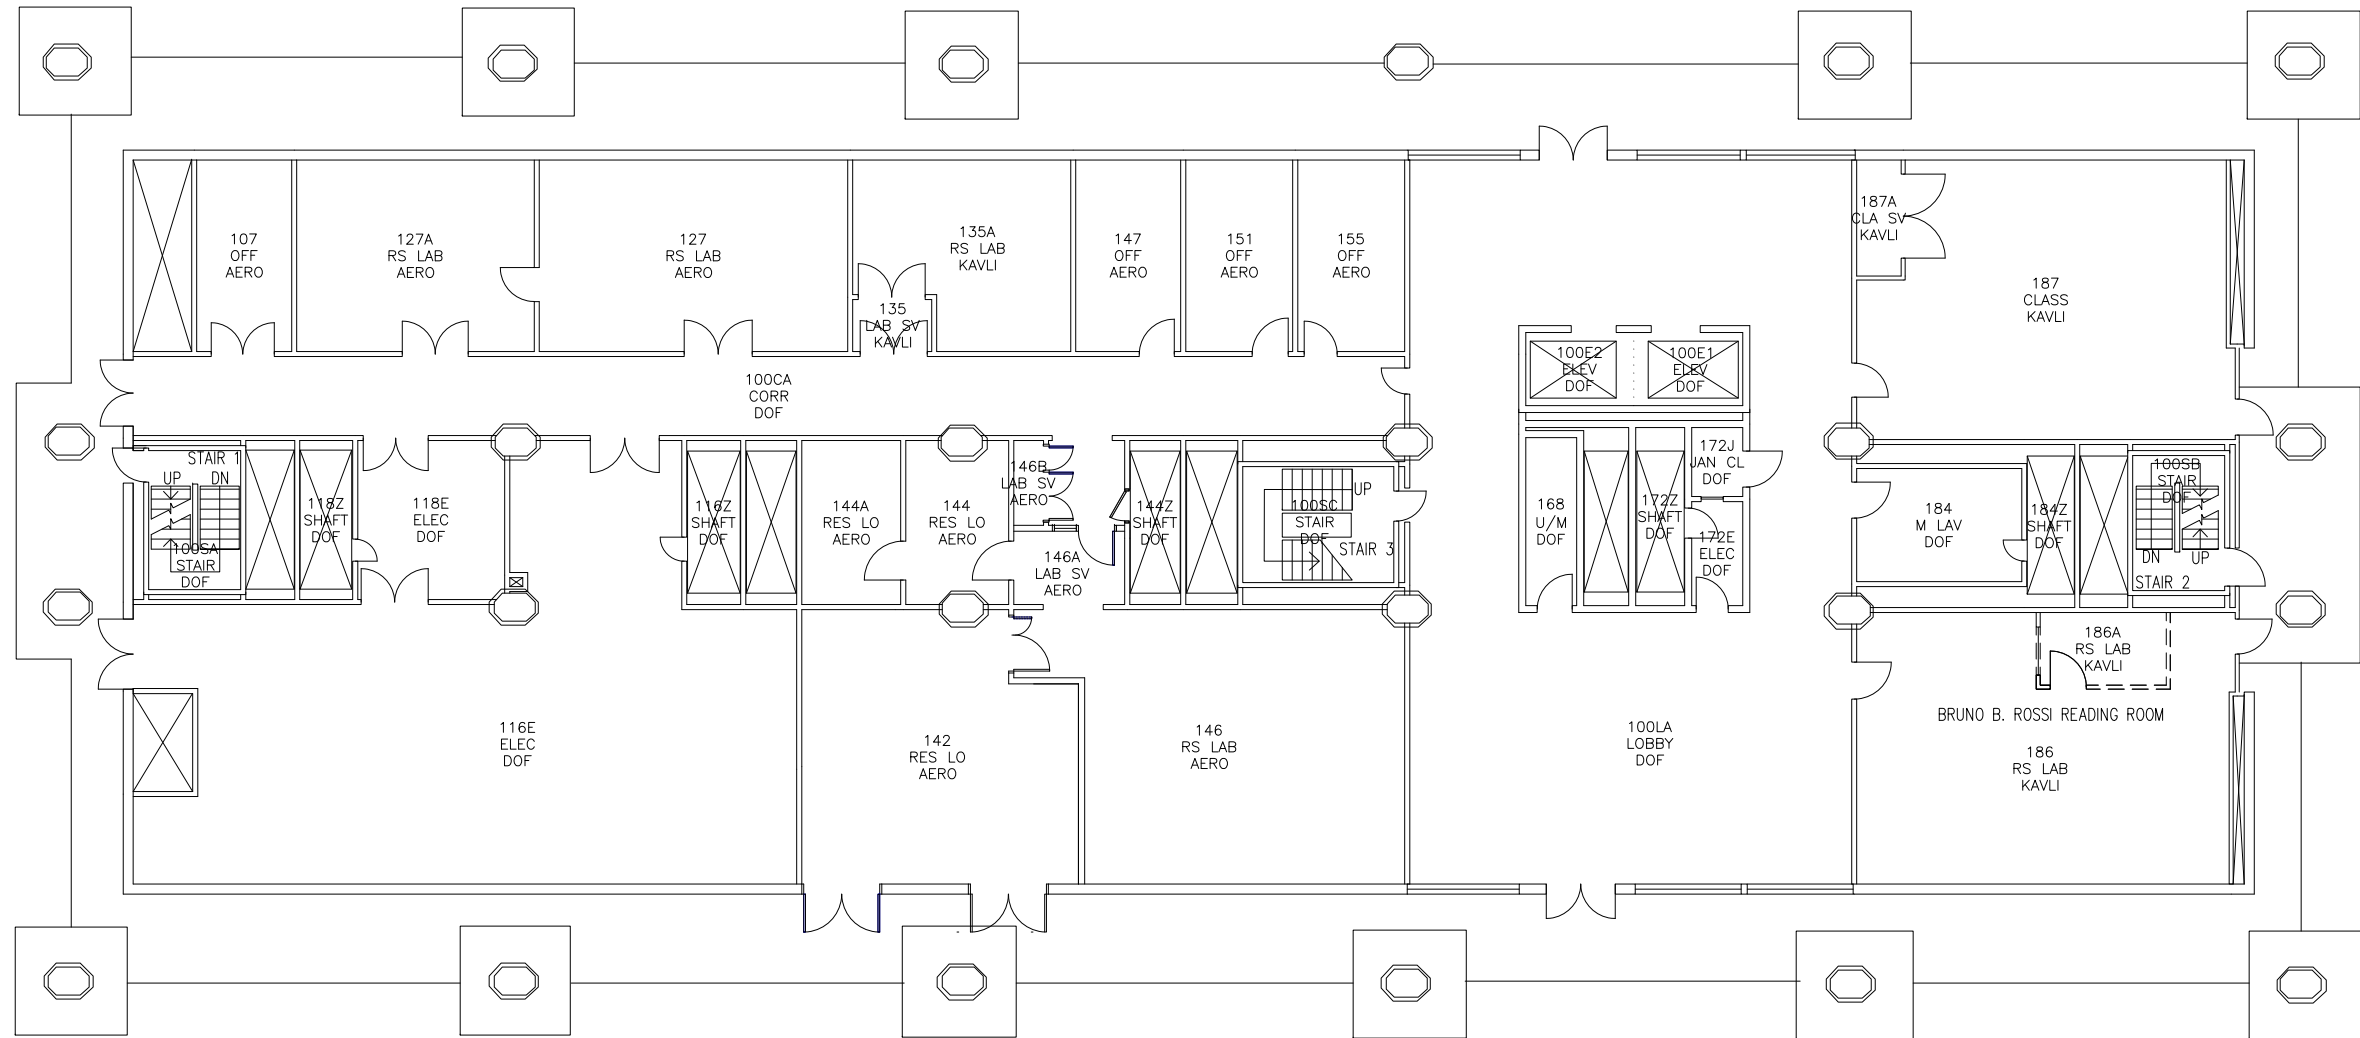 107
OFF
AERO
127A
RS LAB
AERO
127
RS LAB
AERO
135A
RS LAB
KAVLI
135
LAB SV
KAVLI
147
OFF
AERO
151
OFF
AERO
155
OFF
AERO
187A
CLA SV
KAVLI
187
CLASS
KAVLI
100CA
CORR
DOF
100E2
ELEV
DOF
100E1
ELEV
DOF
STAIR 1
UP
DN
100SA
STAIR
DOF
118Z
SHAFT
DOF
118E
ELEC
DOF
116Z
SHAFT
DOF
144A
RES LO
AERO
144
RES LO
AERO
146B
LAB SV
AERO
146A
LAB SV
AERO
144Z
SHAFT
DOF
UP
100SC
STAIR
DOF
STAIR 3
168
U/M
DOF
172Z
SHAFT
DOF
172J
JAN CL
DOF
172E
ELEC
DOF
184
M LAV
DOF
184Z
SHAFT
DOF
100SB
STAIR
DOF
DN
UP
STAIR 2
186A
RS LAB
KAVLI
BRUNO B. ROSSI READING ROOM
186
RS LAB
KAVLI
116E
ELEC
DOF
142
RES LO
AERO
146
RS LAB
AERO
100LA
LOBBY
DOF